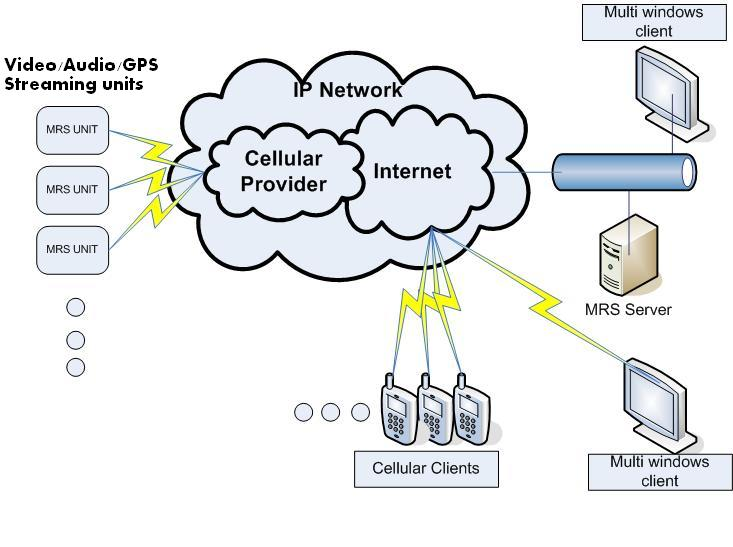 Multi windows
client
Video/Audio/GPS
Streaming units
IP Network
MRS UNIT
Cellular
Provider
Internet
MRS UNIT
MRS UNIT
MRS Server
Cellular Clients
Multi windows
client